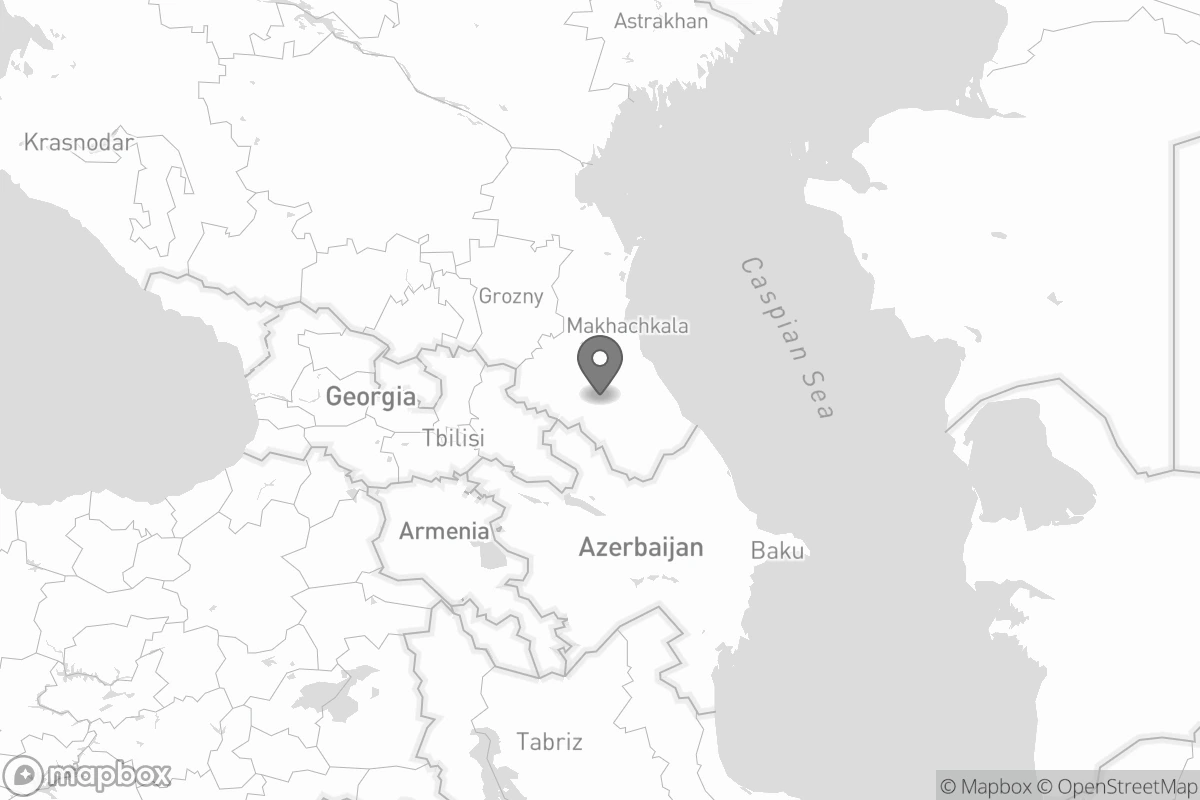 Astrakhan
Krasnodar
Grozny
Makhachkala
Caspian Sea
Georgia
Tbilisi
Armenia
Azerbaijan
Baku
Tabriz
mapbox
© Mapbox © OpenStreetMap